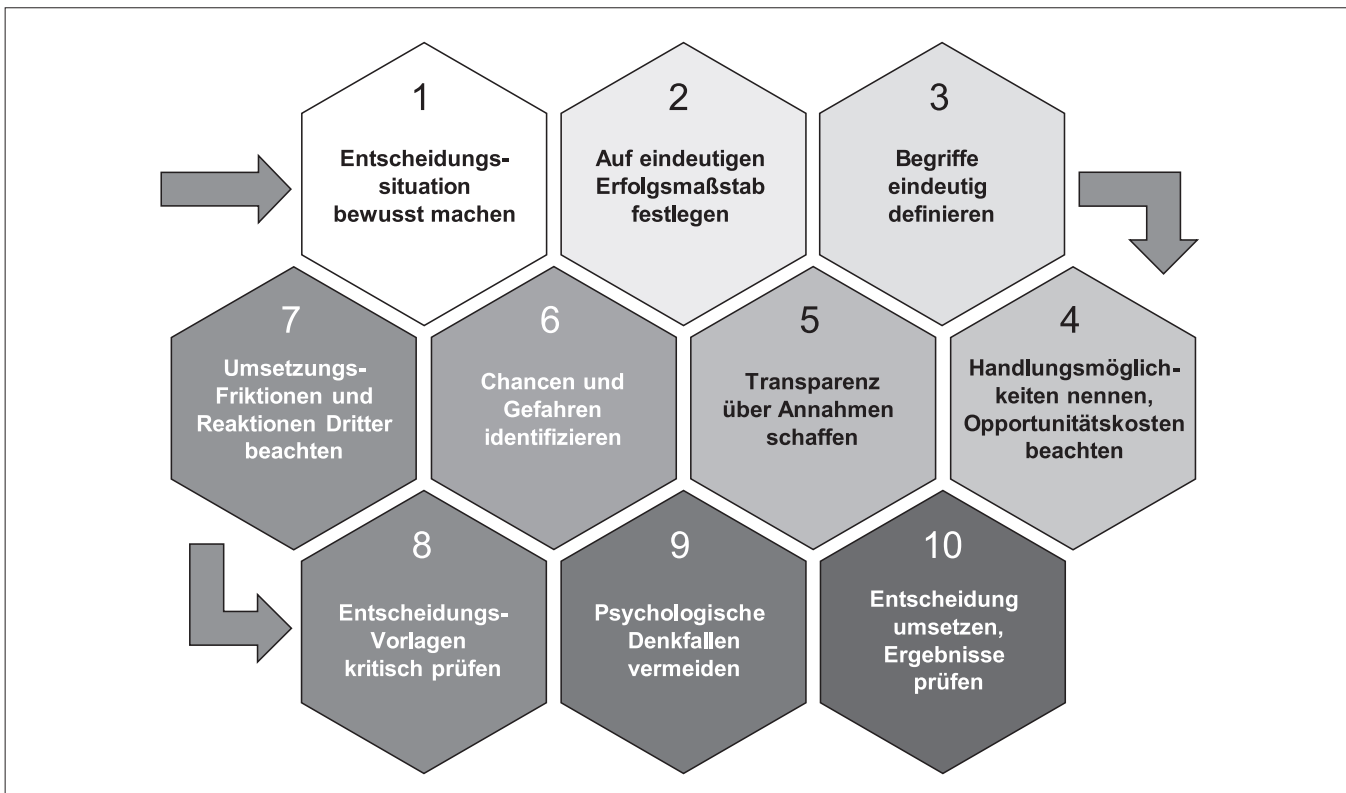 1
Entscheidungs-
situation
bewusst machen
2
Auf eindeutigen
Erfolgsmaßstab
festlegen
3
Begriffe
eindeutig
definieren
4
Handlungsmöglich-
keiten nennen,
Opportunitätskosten
beachten
5
Transparenz
über Annahmen
schaffen
6
Chancen und
Gefahren
identifizieren
7
Umsetzungs-
Friktionen und
Reaktionen Dritter
beachten
8
Entscheidungs-
Vorlagen
kritisch prüfen
9
Psychologische
Denkfallen
vermeiden
10
Entscheidung
umsetzen,
Ergebnisse
prüfen